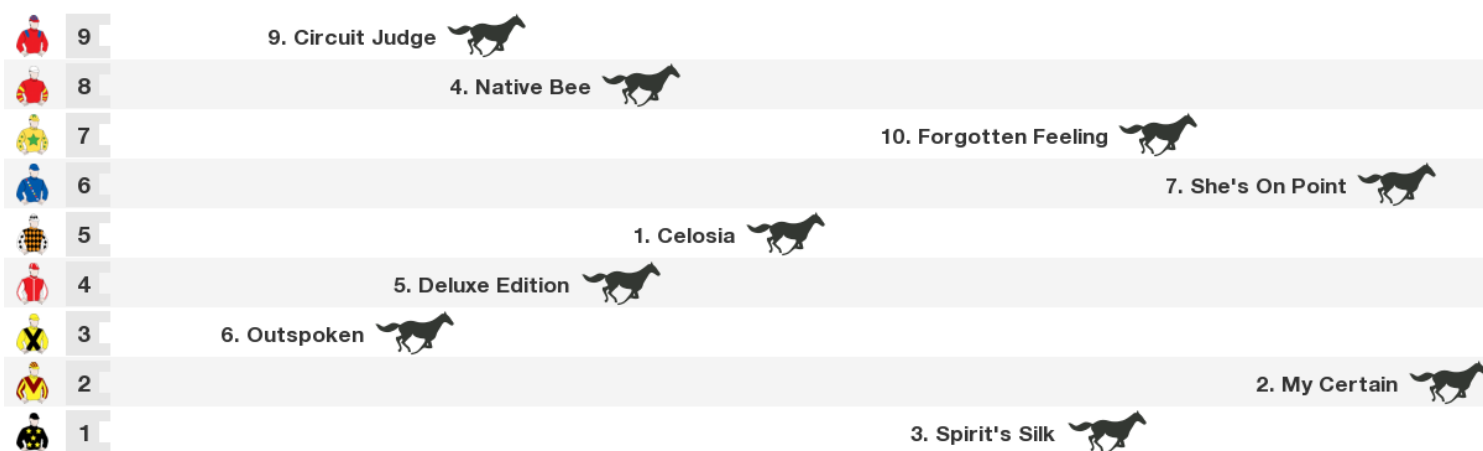 9 9. Circuit Judge
8 4. Native Bee
7 10. Forgotten Feeling
6 7. She's On Point
5 1. Celosia
4 5. Deluxe Edition
3 6. Outspoken
2 2. My Certain
1 3. Spirit's Silk